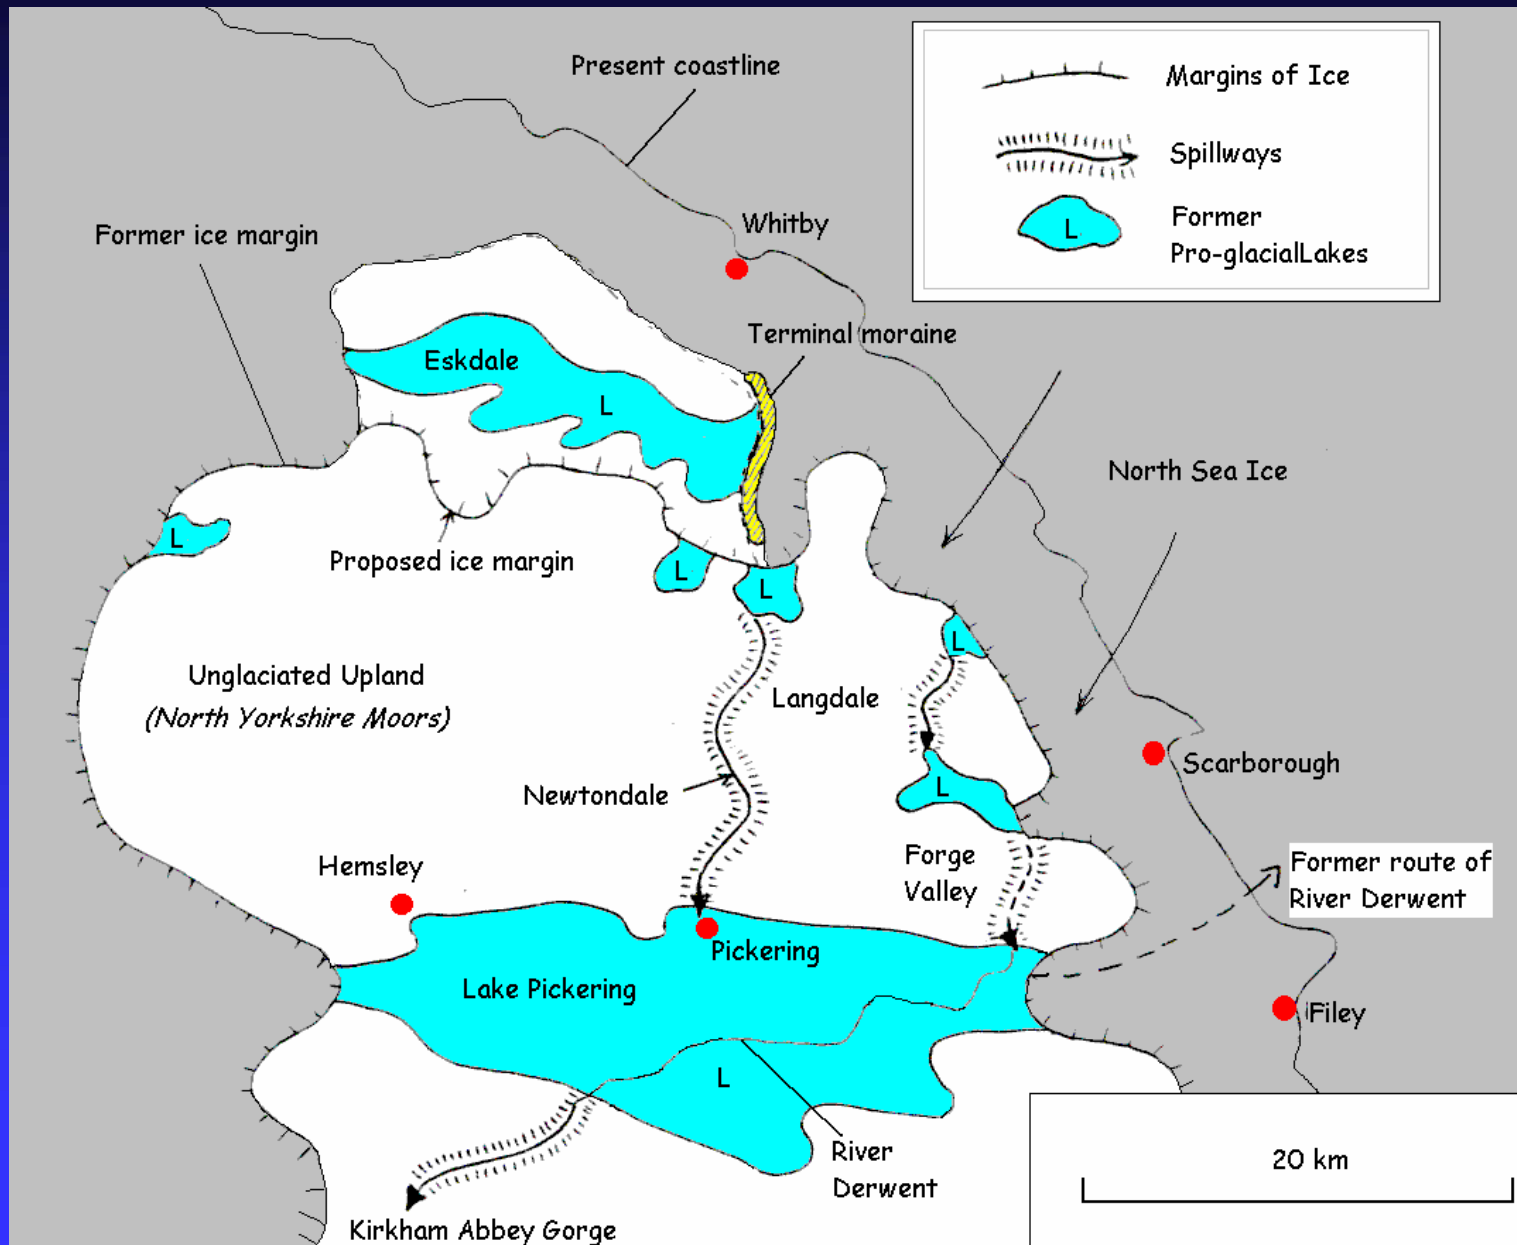 Present coastline
Margins of Ice
Spillways
Former
L
Pro-glacialLakes
Whitby
Former ice margin
Terminal moraine
Eskdale
L
North Sea Ice
L
Proposed ice margin
L
L
L
Unglaciated Upland
(North Yorkshire Moors)
Langdale
Newtondale
L
Scarborough
Hemsley
Forge
Valley
Former route of
River Derwent
Pickering
Lake Pickering
Filey
L
River
Derwent
20 km
Kirkham Abbey Gorge